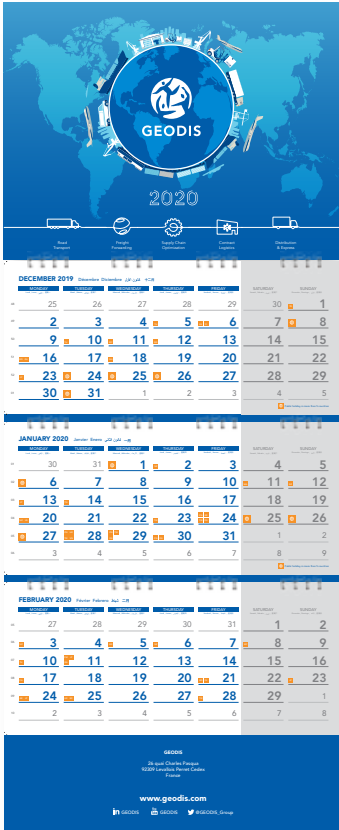 GEODIS
2020
Road
Transport
Freight
Forwarding
Supply Chain
Optimization
Contract
Logistics
Distribution
& Express
DECEMBER 2019 Décembre Diciembre
MONDAY TUESDAY WEDNESDAY THURSDAY FRIDAY SATURDAY SUNDAY
25 26 27 28 29 30 1
2 3 4 5 6 7 8
9 10 11 12 13 14 15
16 17 18 19 20 21 22
23 24 25 26 27 28 29
30 31 1 2 3 4 5
JANUARY 2020 Janvier Enero
MONDAY TUESDAY WEDNESDAY THURSDAY FRIDAY SATURDAY SUNDAY
30 31 1 2 3 4 5
6 7 8 9 10 11 12
13 14 15 16 17 18 19
20 21 22 23 24 25 26
27 28 29 30 31 1 2
3 4 5 6 7 8 9
FEBRUARY 2020 Février Febrero
MONDAY TUESDAY WEDNESDAY THURSDAY FRIDAY SATURDAY SUNDAY
27 28 29 30 31 1 2
3 4 5 6 7 8 9
10 11 12 13 14 15 16
17 18 19 20 21 22 23
24 25 26 27 28 29 1
2 3 4 5 6 7 8
GEODIS
26 quai Charles Pasqua
92309 Levallois Perret Cedex
France
www.geodis.com
GEODIS GEODIS @GEODIS_Group